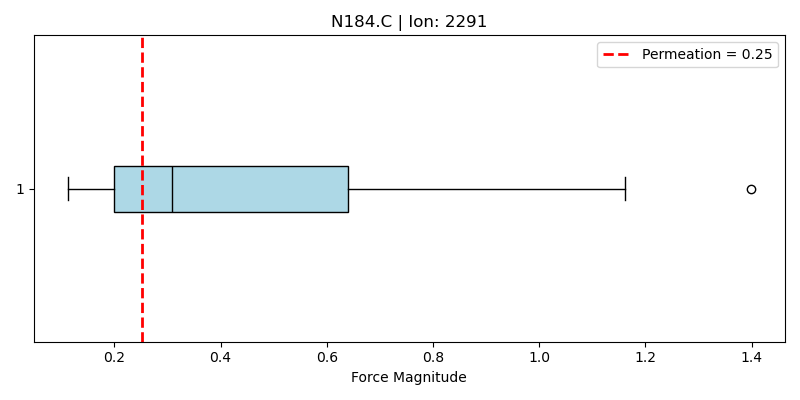 N184.C | Ion: 2291
Permeation = 0.25
1
0.2 0.4 0.6 0.8 1.0 1.2 1.4
Force Magnitude